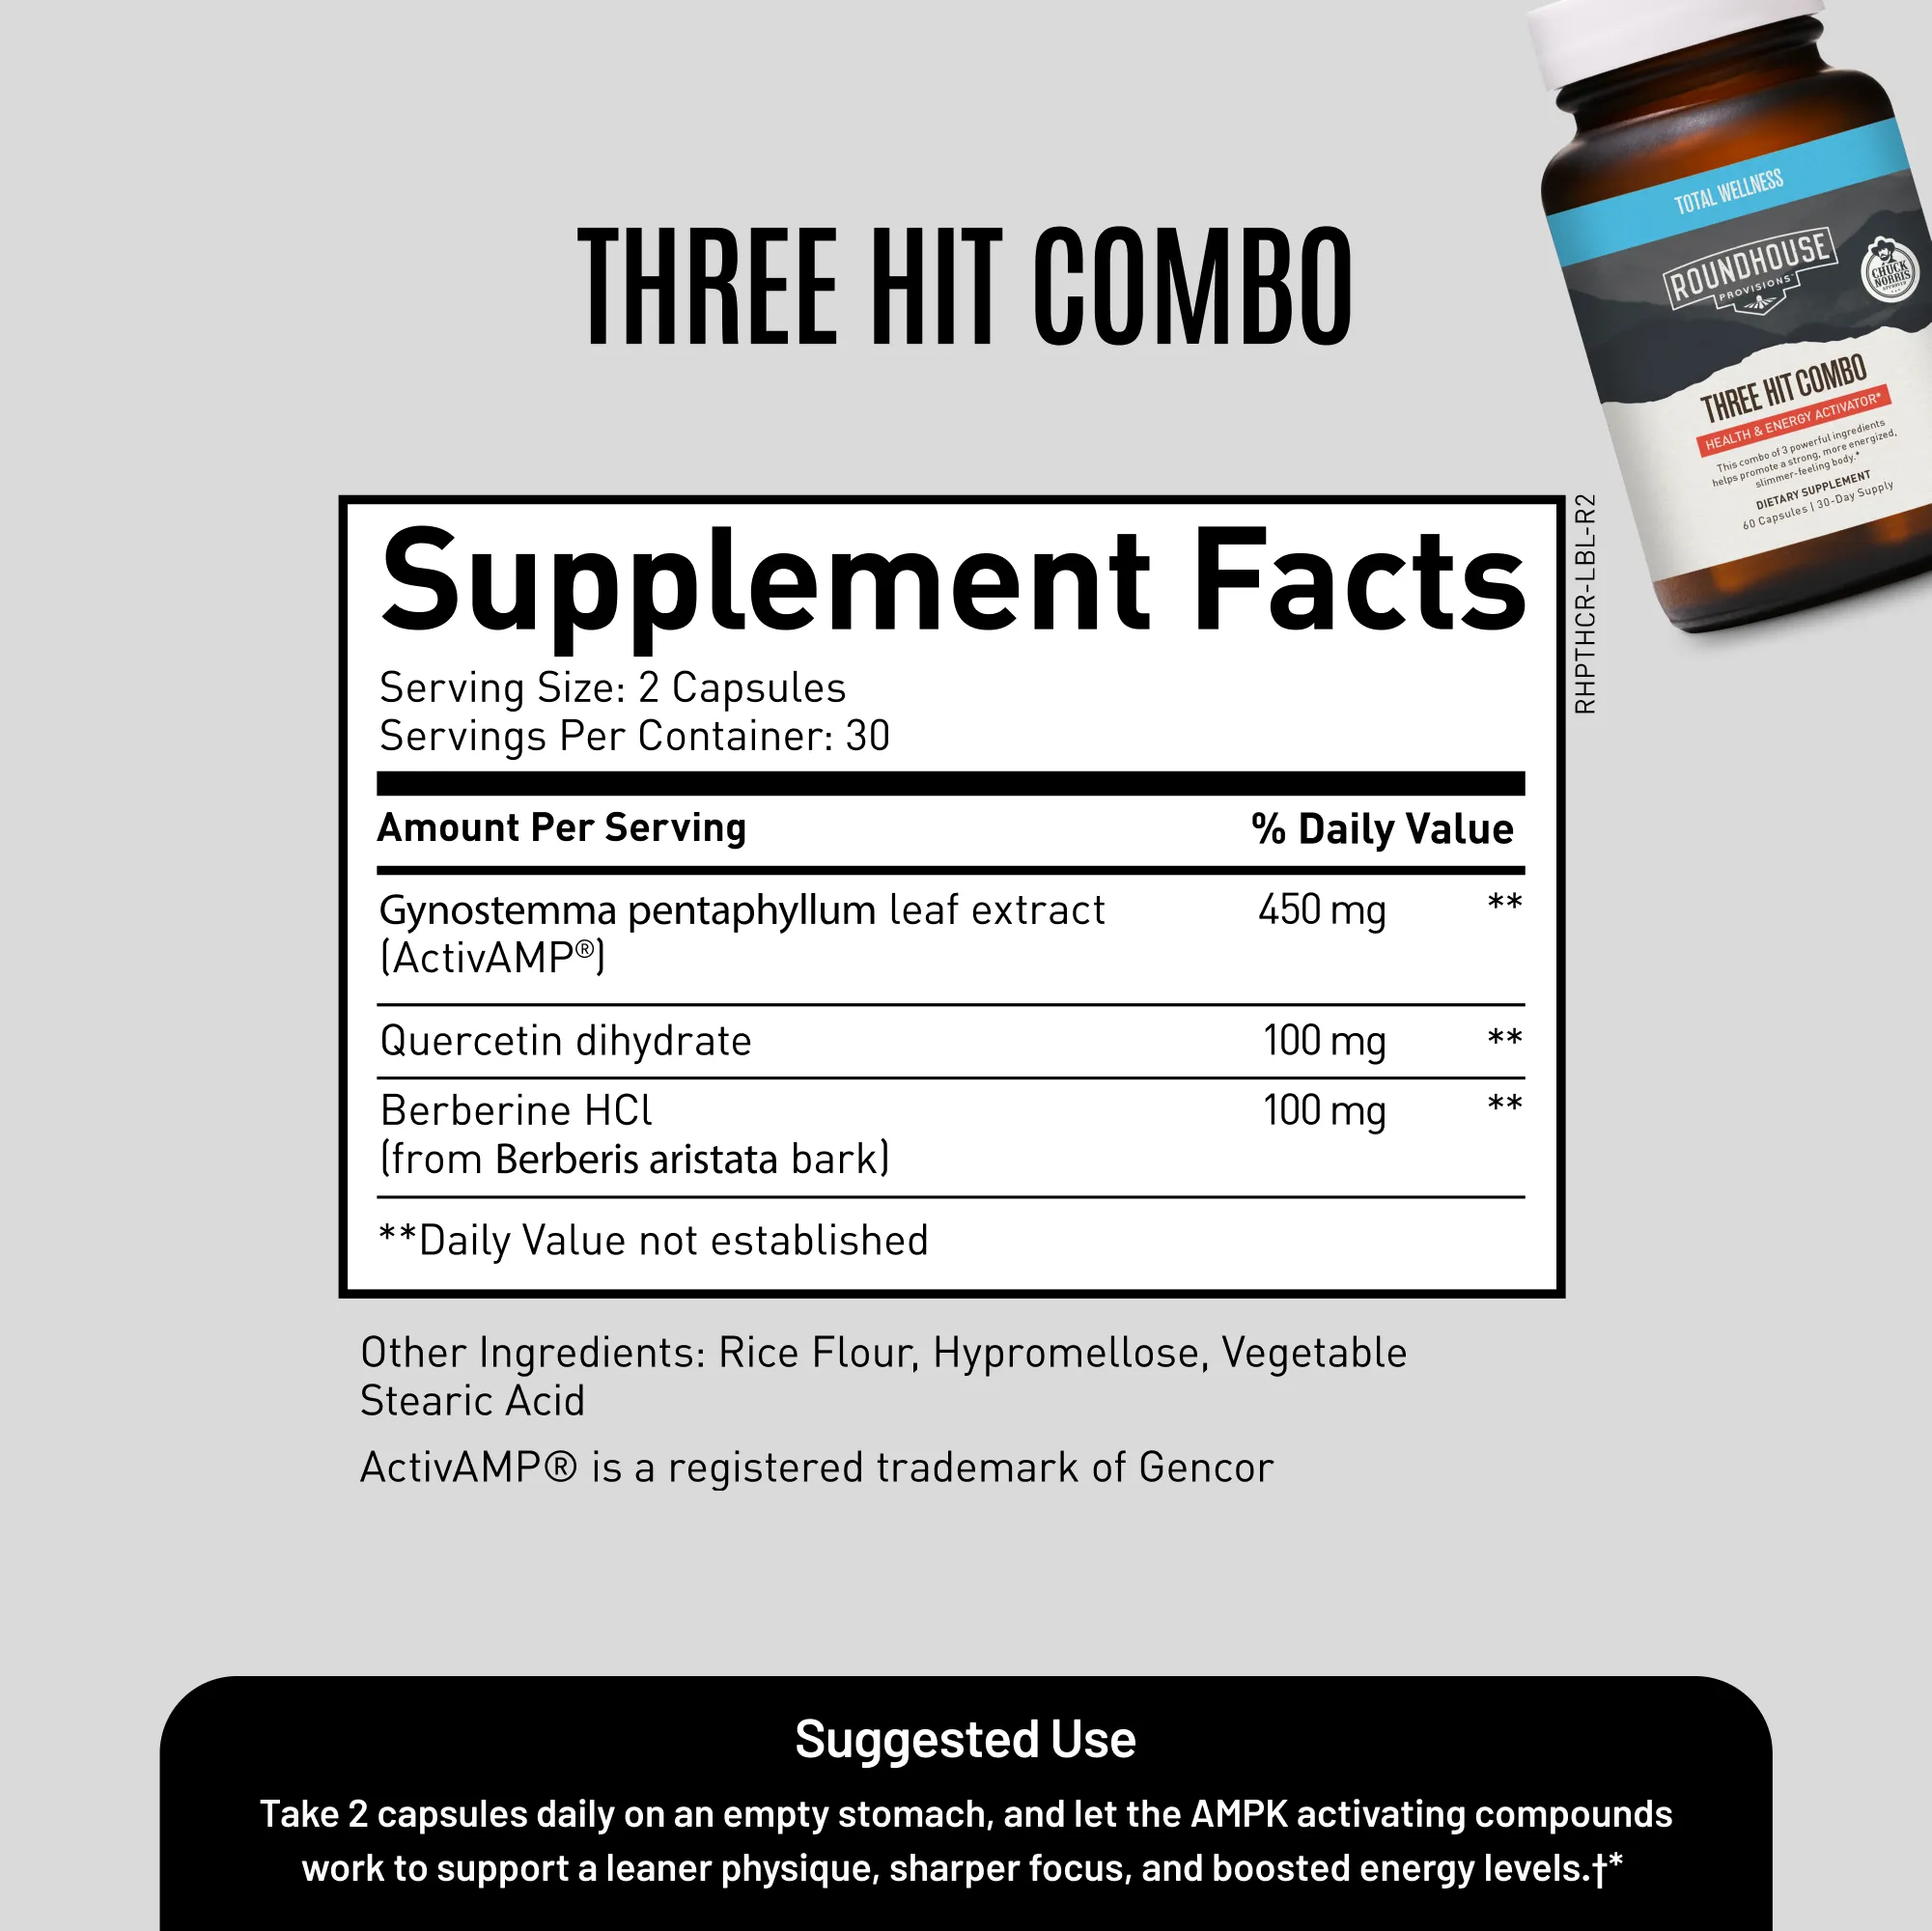 TOTAL WELLNESS
ROUNDHOUSE
PROVISIONS™
CHUCK
NORRIS
APPROVED
THREE HIT COMBO
HEALTH & ENERGY ACTIVATOR*
This combo of 3 powerful ingredients
helps promote a strong, more energized,
slimmer-feeling body.*
DIETARY SUPPLEMENT
60 Capsules | 30-Day Supply
THREE HIT COMBO
RHPTHCR-LBL-R2
Supplement Facts
Serving Size: 2 Capsules
Servings Per Container: 30
Amount Per Serving % Daily Value
Gynostemma pentaphyllum leaf extract 450 mg **
(ActivAMP®)
Quercetin dihydrate 100 mg **
Berberine HCl 100 mg **
(from Berberis aristata bark)
**Daily Value not established
Other Ingredients: Rice Flour, Hypromellose, Vegetable
Stearic Acid
ActivAMP® is a registered trademark of Gencor
Suggested Use
Take 2 capsules daily on an empty stomach, and let the AMPK activating compounds
work to support a leaner physique, sharper focus, and boosted energy levels.†*